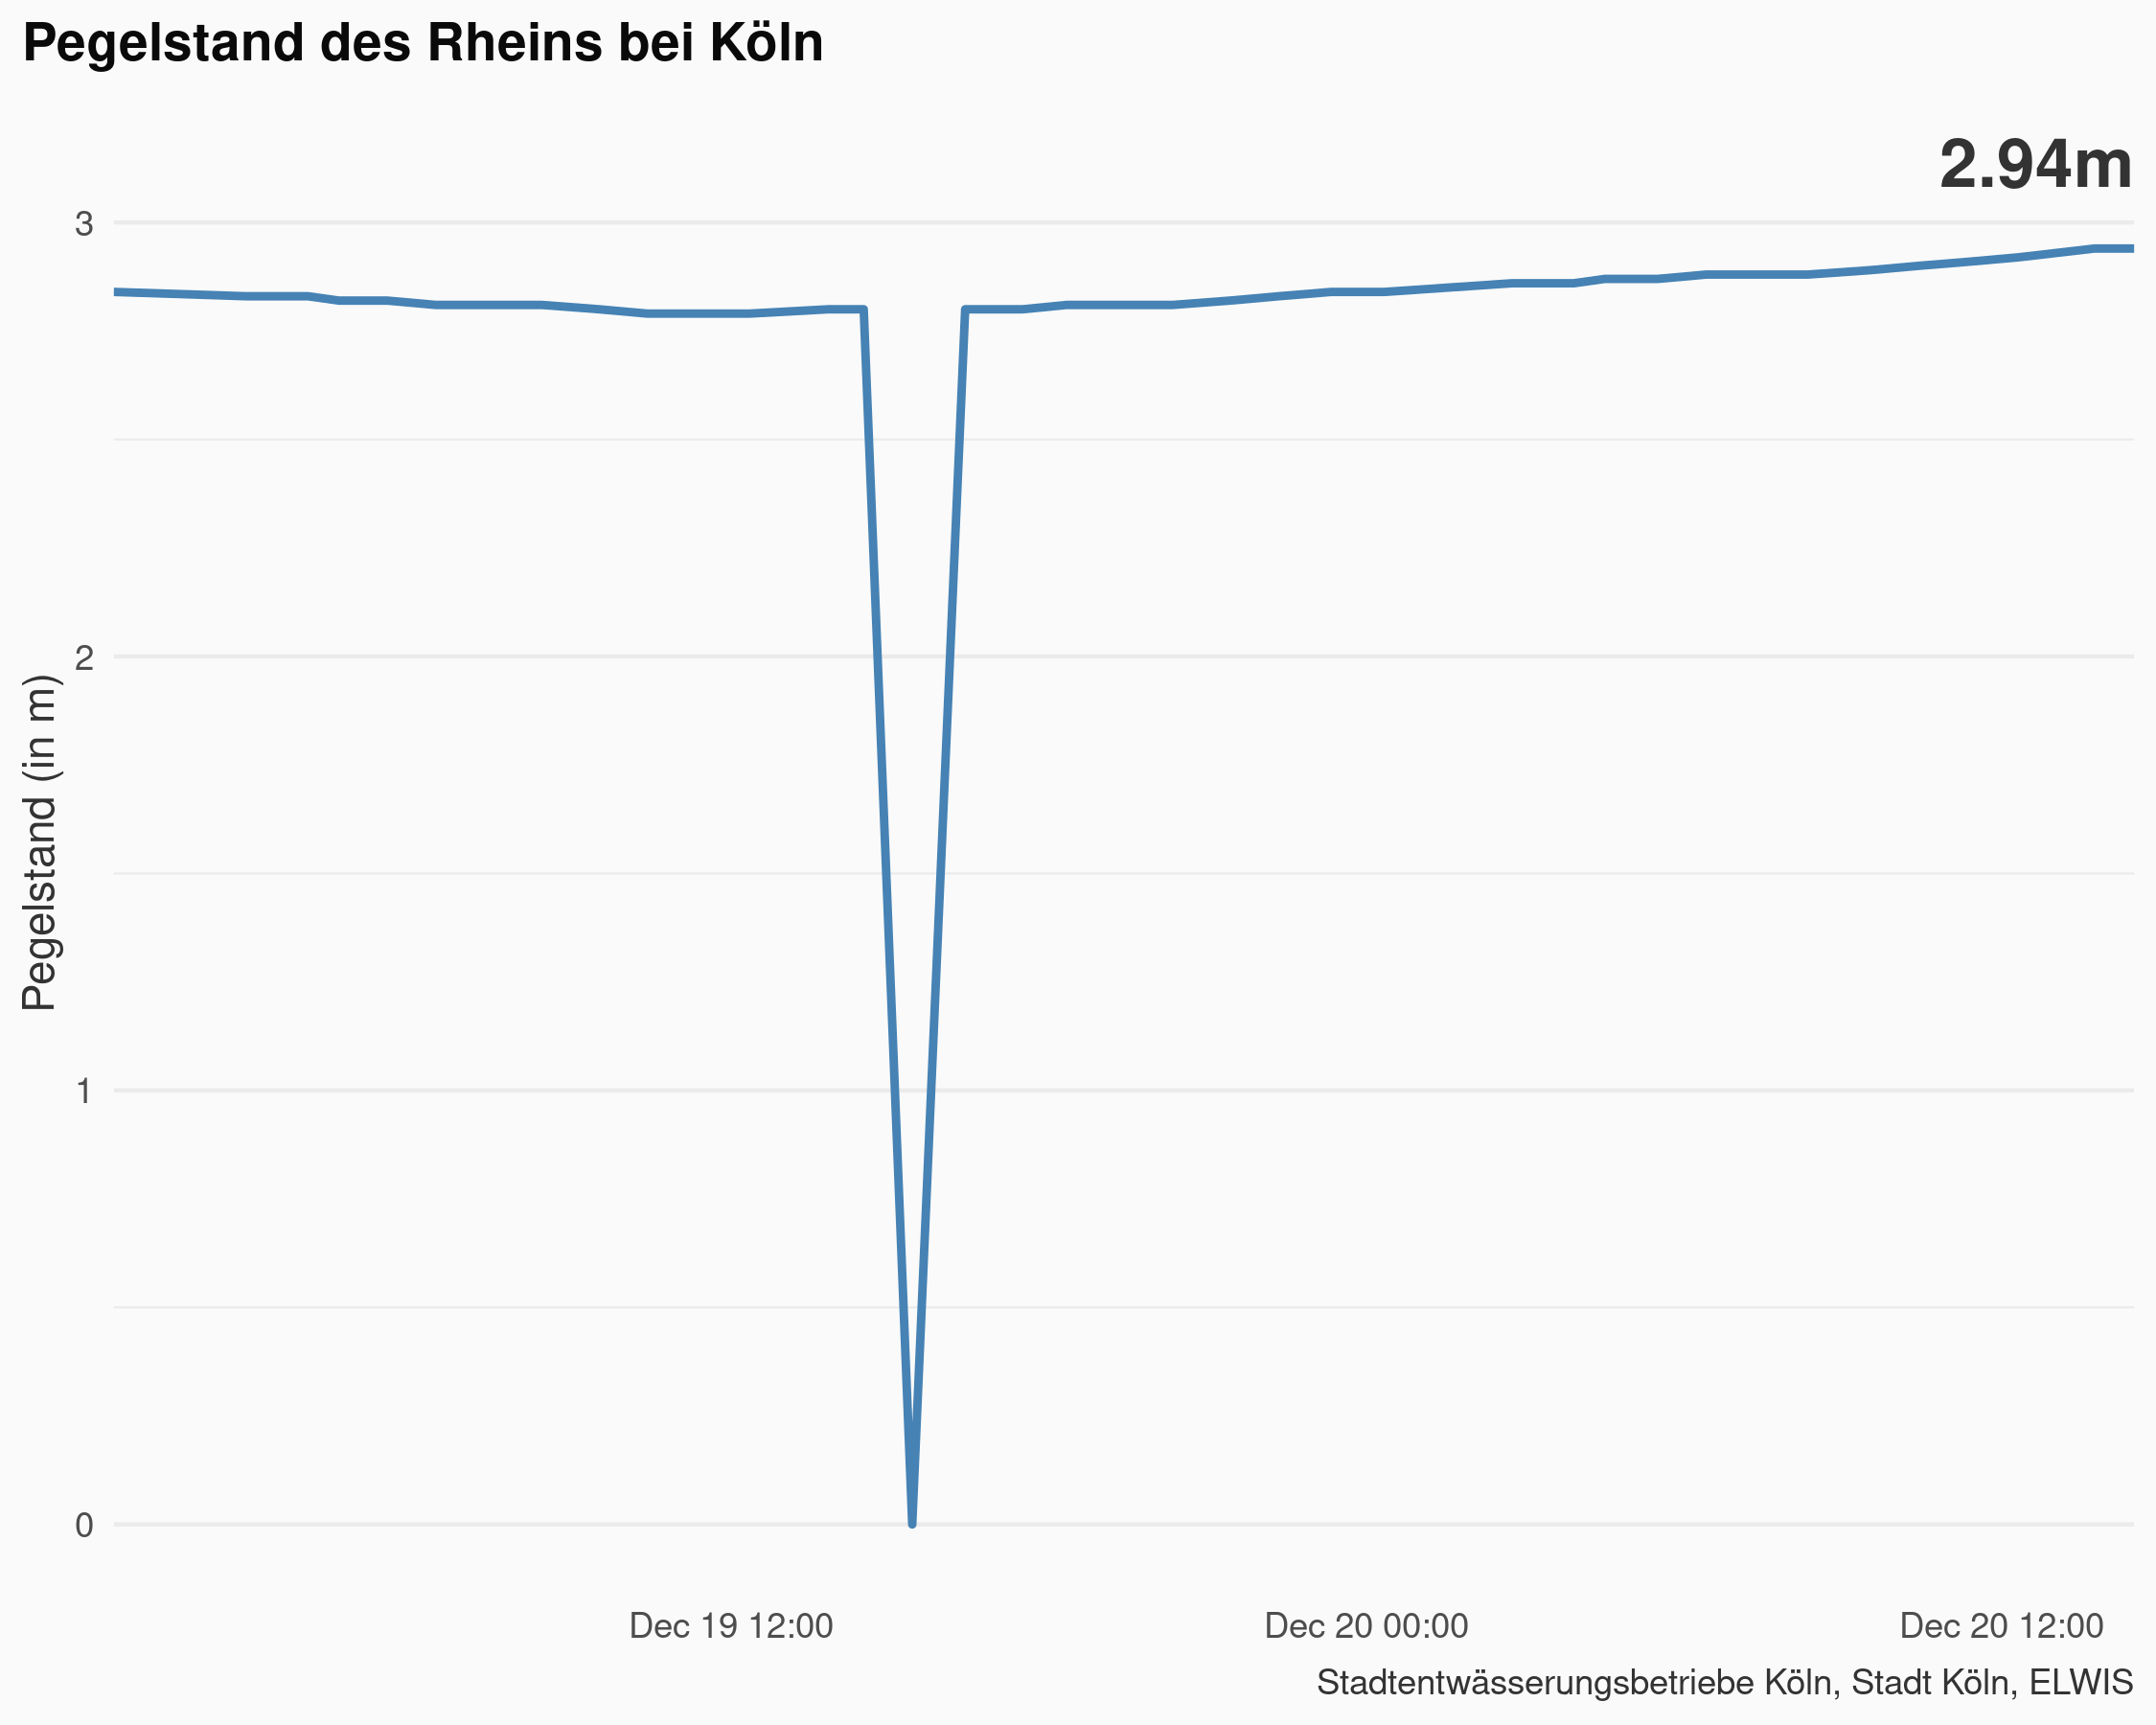 Pegelstand des Rheins bei Köln
2.94m
3
2
1
0
Pegelstand (in m)
Dec 19 12:00
Dec 20 00:00
Dec 20 12:00
Stadtentwässerungsbetriebe Köln, Stadt Köln, ELWIS